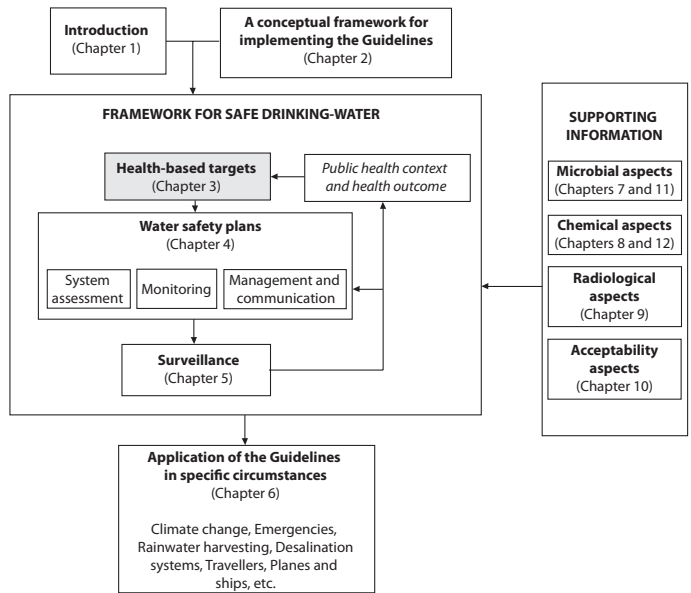 Introduction
(Chapter 1)
A conceptual framework for
implementing the Guidelines
(Chapter 2)
FRAMEWORK FOR SAFE DRINKING-WATER
Health-based targets
(Chapter 3)
Public health context
and health outcome
Water safety plans
(Chapter 4)
System
assessment
Monitoring
Management and
communication
Surveillance
(Chapter 5)
SUPPORTING
INFORMATION
Microbial aspects
(Chapters 7 and 11)
Chemical aspects
(Chapters 8 and 12)
Radiological
aspects
(Chapter 9)
Acceptability
aspects
(Chapter 10)
Application of the Guidelines
in specific circumstances
(Chapter 6)
Climate change, Emergencies,
Rainwater harvesting, Desalination
systems, Travellers, Planes and
ships, etc.